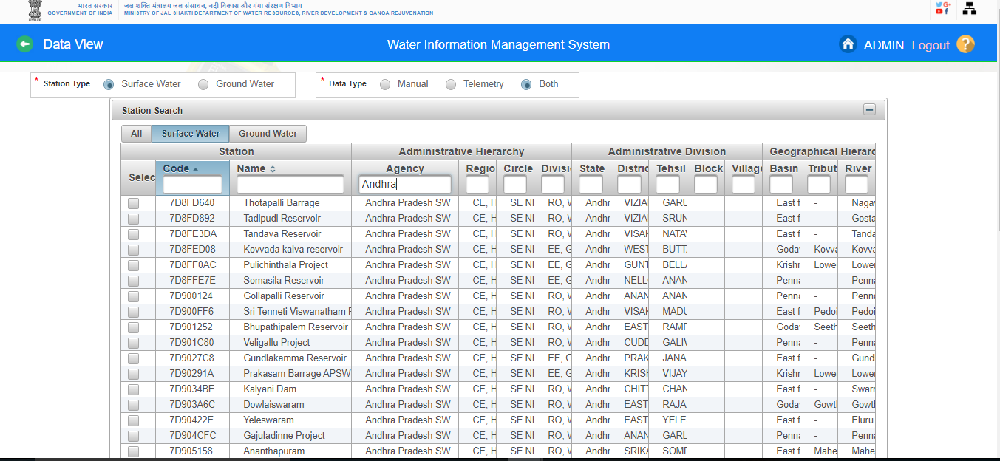 भारत सरकार
GOVERNMENT OF INDIA
जल शक्ति मंत्रालय जल संसाधन, नदी विकास और गंगा संरक्षण विभाग
MINISTRY OF JAL SHAKTI DEPARTMENT OF WATER RESOURCES, RIVER DEVELOPMENT & GANGA REJUVENATION
Data View Water Information Management System ADMIN Logout ?
* Station Type Surface Water Ground Water * Data Type Manual Telemetry Both
Station Search
All Surface Water Ground Water
Station Administrative Hierarchy Administrative Division Geographical Hierarc
Selec Code Name Agency Regio Circle Divisi State Distric Tehsil Block Village Basin Tribut River
Andhra
7D8FD640 Thotapalli Barrage Andhra Pradesh SW CE, H SE NI RO, V Andhr VIZIA GARU East f - Naga
7D8FD892 Tadipudi Reservoir Andhra Pradesh SW CE, H SE NI RO, V Andhr VIZIA SRUN East f - Gosta
7D8FE3DA Tandava Reservoir Andhra Pradesh SW CE, H SE NI RO, V Andhr VISAK NATA East f - Tanda
7D8FED08 Kovvada kalva reservoir Andhra Pradesh SW CE, H SE NI EE, G Andhr WEST BUTT Goda Kovva Kovva
7D8FF0AC Pulichinthala Project Andhra Pradesh SW CE, H SE NI EE, G Andhr GUNT BELL Krishr Lower Lower
7D8FFE7E Somasila Reservoir Andhra Pradesh SW CE, H SE NI EE, G Andhr NELL ANAN Penna - Penna
7D900124 Gollapalli Reservoir Andhra Pradesh SW CE, H SE NI RO, V Andhr ANAN ANAN Penna - Penna
7D900FF6 Sri Tenneti Viswanatham F Andhra Pradesh SW CE, H SE NI RO, V Andhr VISAK MADU East f Pedoi Pedoi
7D901252 Bhupathipalem Reservoir Andhra Pradesh SW CE, H SE NI RO, V Andhr EAST RAMF Goda Seeth Seeth
7D901C80 Veligallu Project Andhra Pradesh SW CE, H SE NI RO, V Andhr CUDD GALIV Penna - Penna
7D9027C8 Gundlakamma Reservoir Andhra Pradesh SW CE, H SE NI EE, G Andhr PRAK JANA East f - Gund
7D90291A Prakasam Barrage APSW Andhra Pradesh SW CE, H SE NI EE, G Andhr KRISH VIJAY Krishr Lower Lower
7D9034BE Kalyani Dam Andhra Pradesh SW CE, H SE NI RO, V Andhr CHIT CHAN East f - Swarr
7D903A6C Dowlaiswaram Andhra Pradesh SW CE, H SE NI RO, V Andhr EAST RAJA Goda Gowth Gowth
7D90422E Yeleswaram Andhra Pradesh SW CE, H SE NI RO, V Andhr EAST YELE East f - Eluru
7D904CFC Gajuladinne Project Andhra Pradesh SW CE, H SE NI RO, V Andhr ANAN GARL Penna - Penna
7D905158 Ananthapuram Andhra Pradesh SW CE, H SE NI RO, V Andhr SRIKA SOMF East f Mahe Mahe